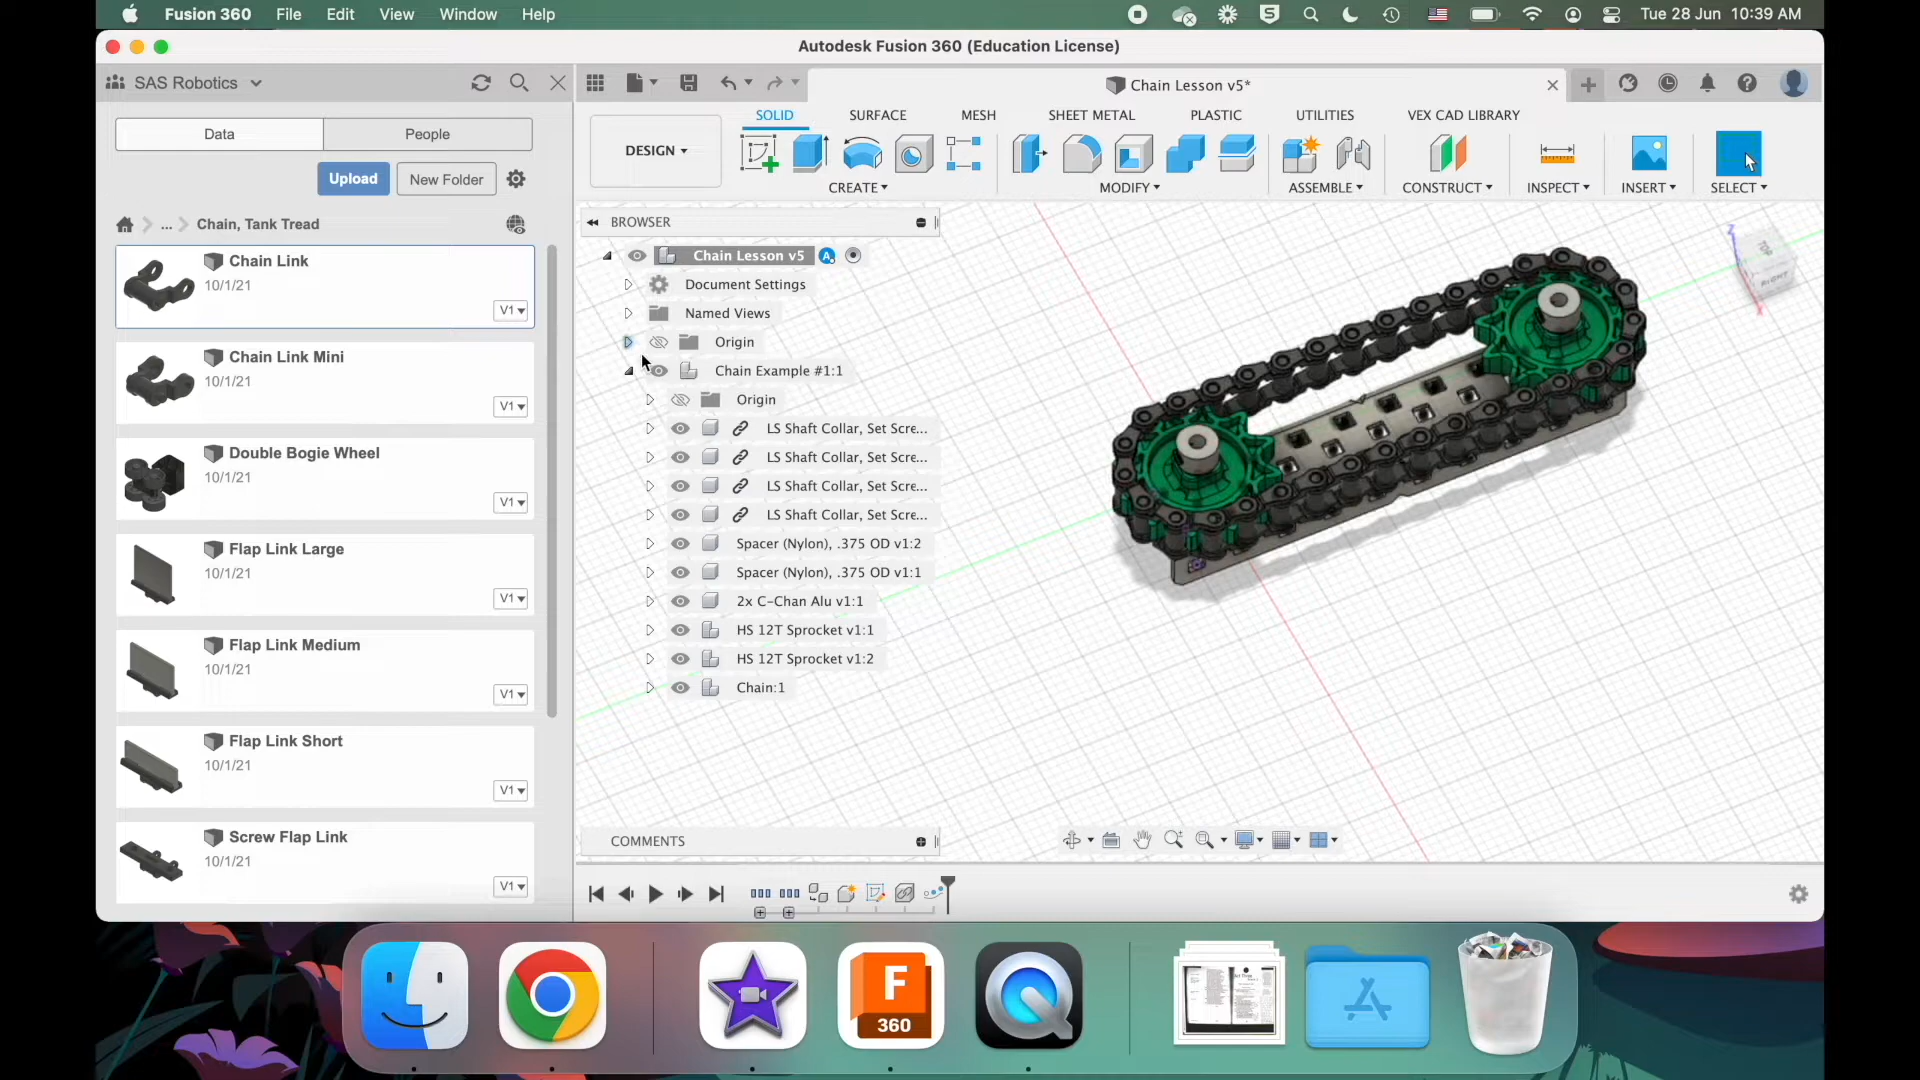 Fusion 360 File Edit View Window Help
Tue 28 Jun 10:39 AM
Autodesk Fusion 360 (Education License)
SAS Robotics
Chain Lesson v5*
Data People
Upload New Folder
... Chain, Tank Tread
Chain Link
10/1/21
V1
Chain Link Mini
10/1/21
V1
Double Bogie Wheel
10/1/21
V1
Flap Link Large
10/1/21
V1
Flap Link Medium
10/1/21
V1
Flap Link Short
10/1/21
V1
Screw Flap Link
10/1/21
V1
SOLID SURFACE MESH SHEET METAL PLASTIC UTILITIES VEX CAD LIBRARY
DESIGN
CREATE MODIFY ASSEMBLE CONSTRUCT INSPECT INSERT SELECT
BROWSER
Chain Lesson v5
Document Settings
Named Views
Origin
Chain Example #1:1
Origin
LS Shaft Collar, Set Scre...
LS Shaft Collar, Set Scre...
LS Shaft Collar, Set Scre...
LS Shaft Collar, Set Scre...
Spacer (Nylon), .375 OD v1:2
Spacer (Nylon), .375 OD v1:1
2x C-Chan Alu v1:1
HS 12T Sprocket v1:1
HS 12T Sprocket v1:2
Chain:1
Z
TOP
RIGHT
X
COMMENTS
F
360